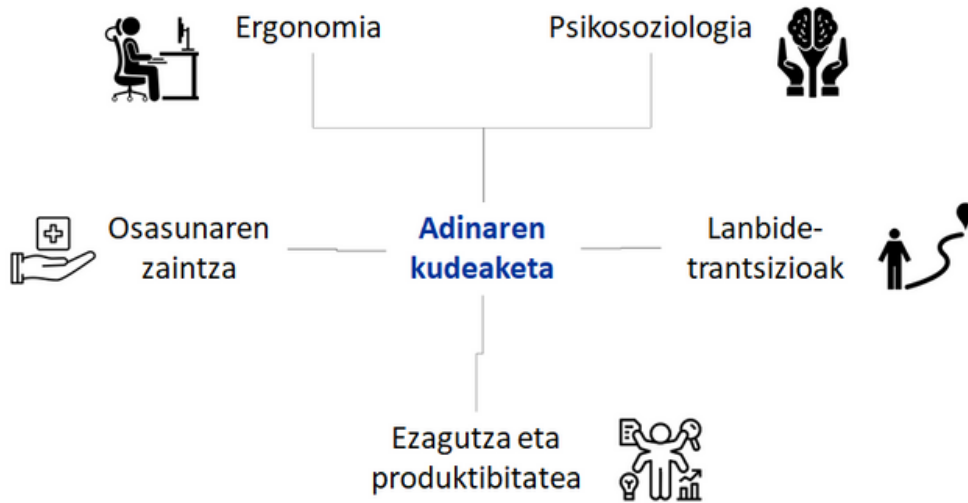 Ergonomia
Psikosoziologia
Osasunaren
zaintza
Adinaren
kudeaketa
Lanbide-
trantsizioak
Ezagutza eta
produktibitatea